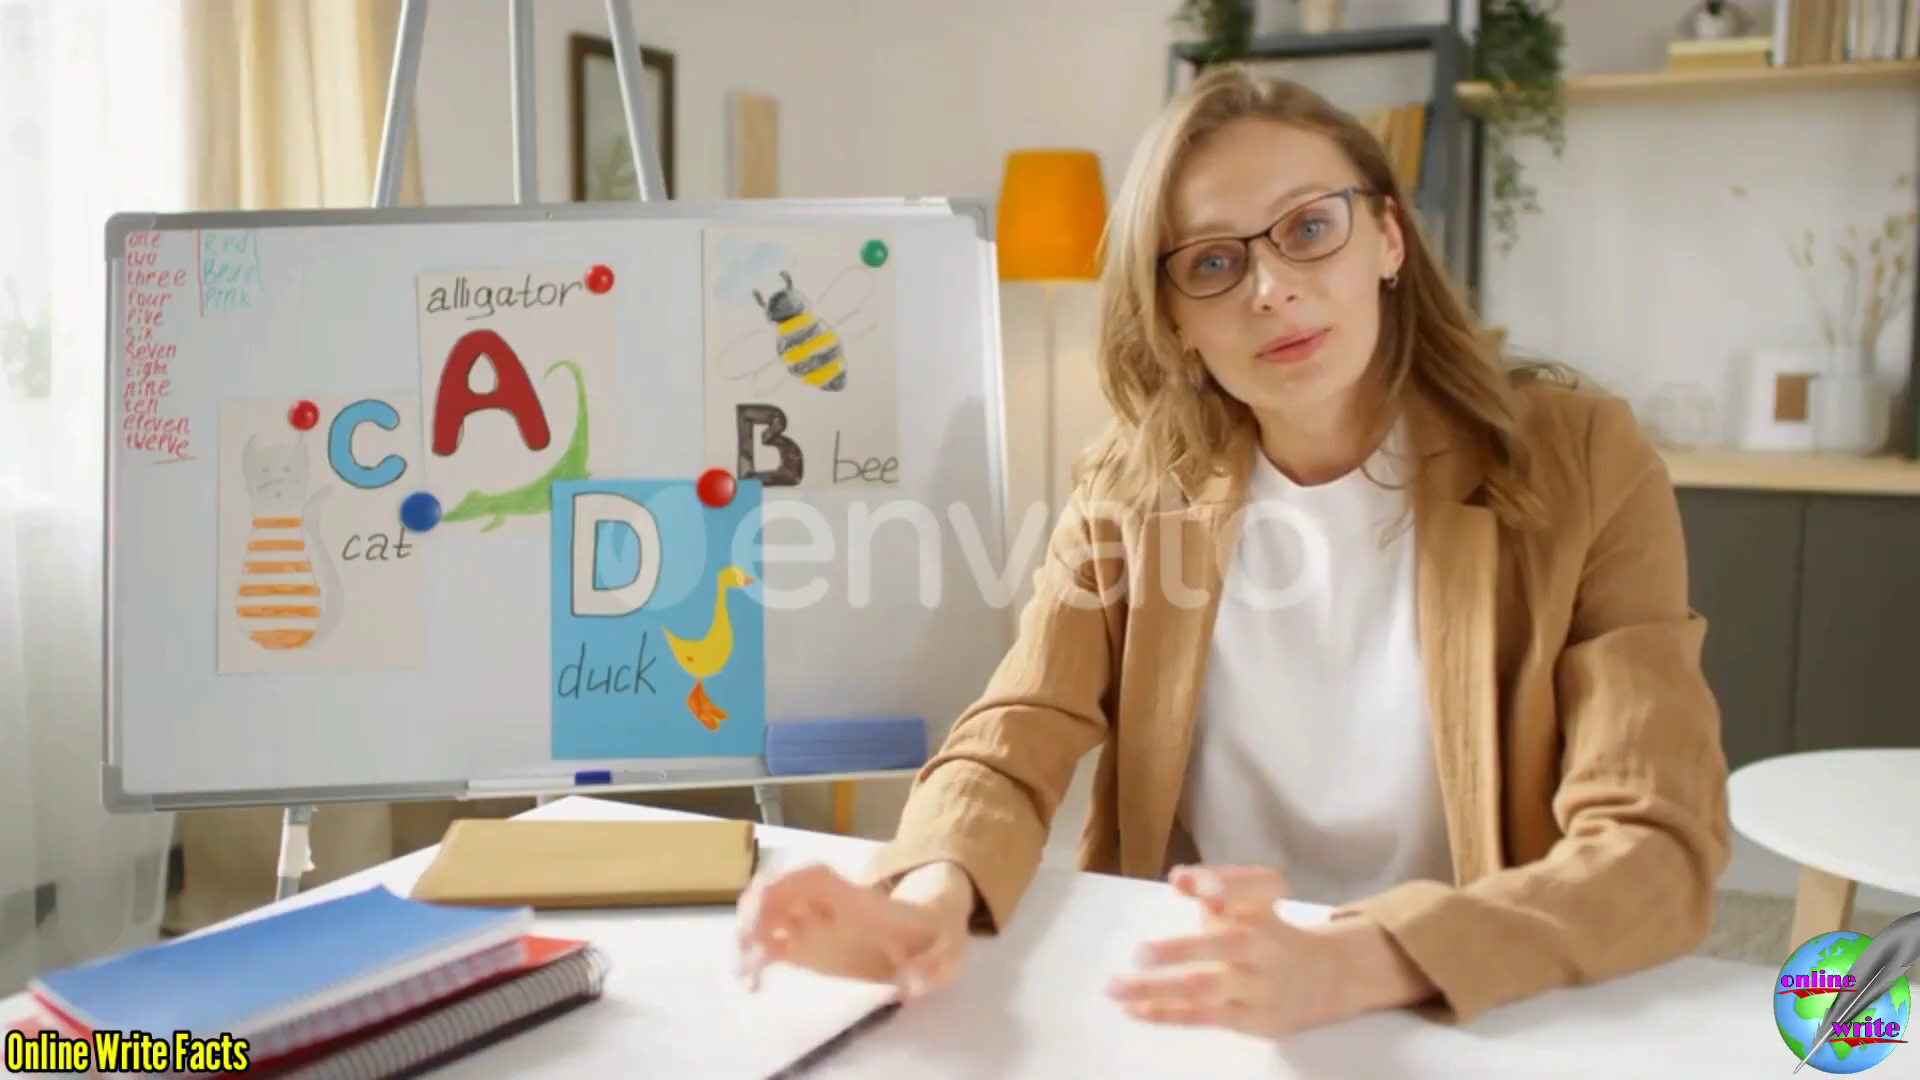 one
two
three
four
five
six
seven
eight
nine
ten
eleven
twerve
Red
Pink
alligator
A
B
bee
C
cat
D
duck
envato
online
write
Online Write Facts